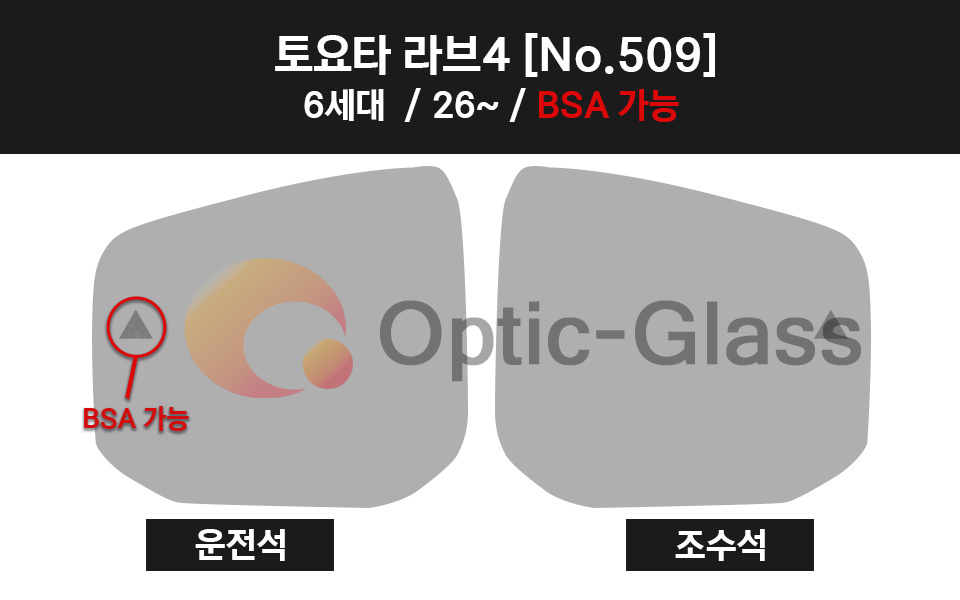 토요타 라브4 [No.509]
6세대 / 26~ / BSA 가능
Optic-Glass
BSA 가능
운전석
조수석